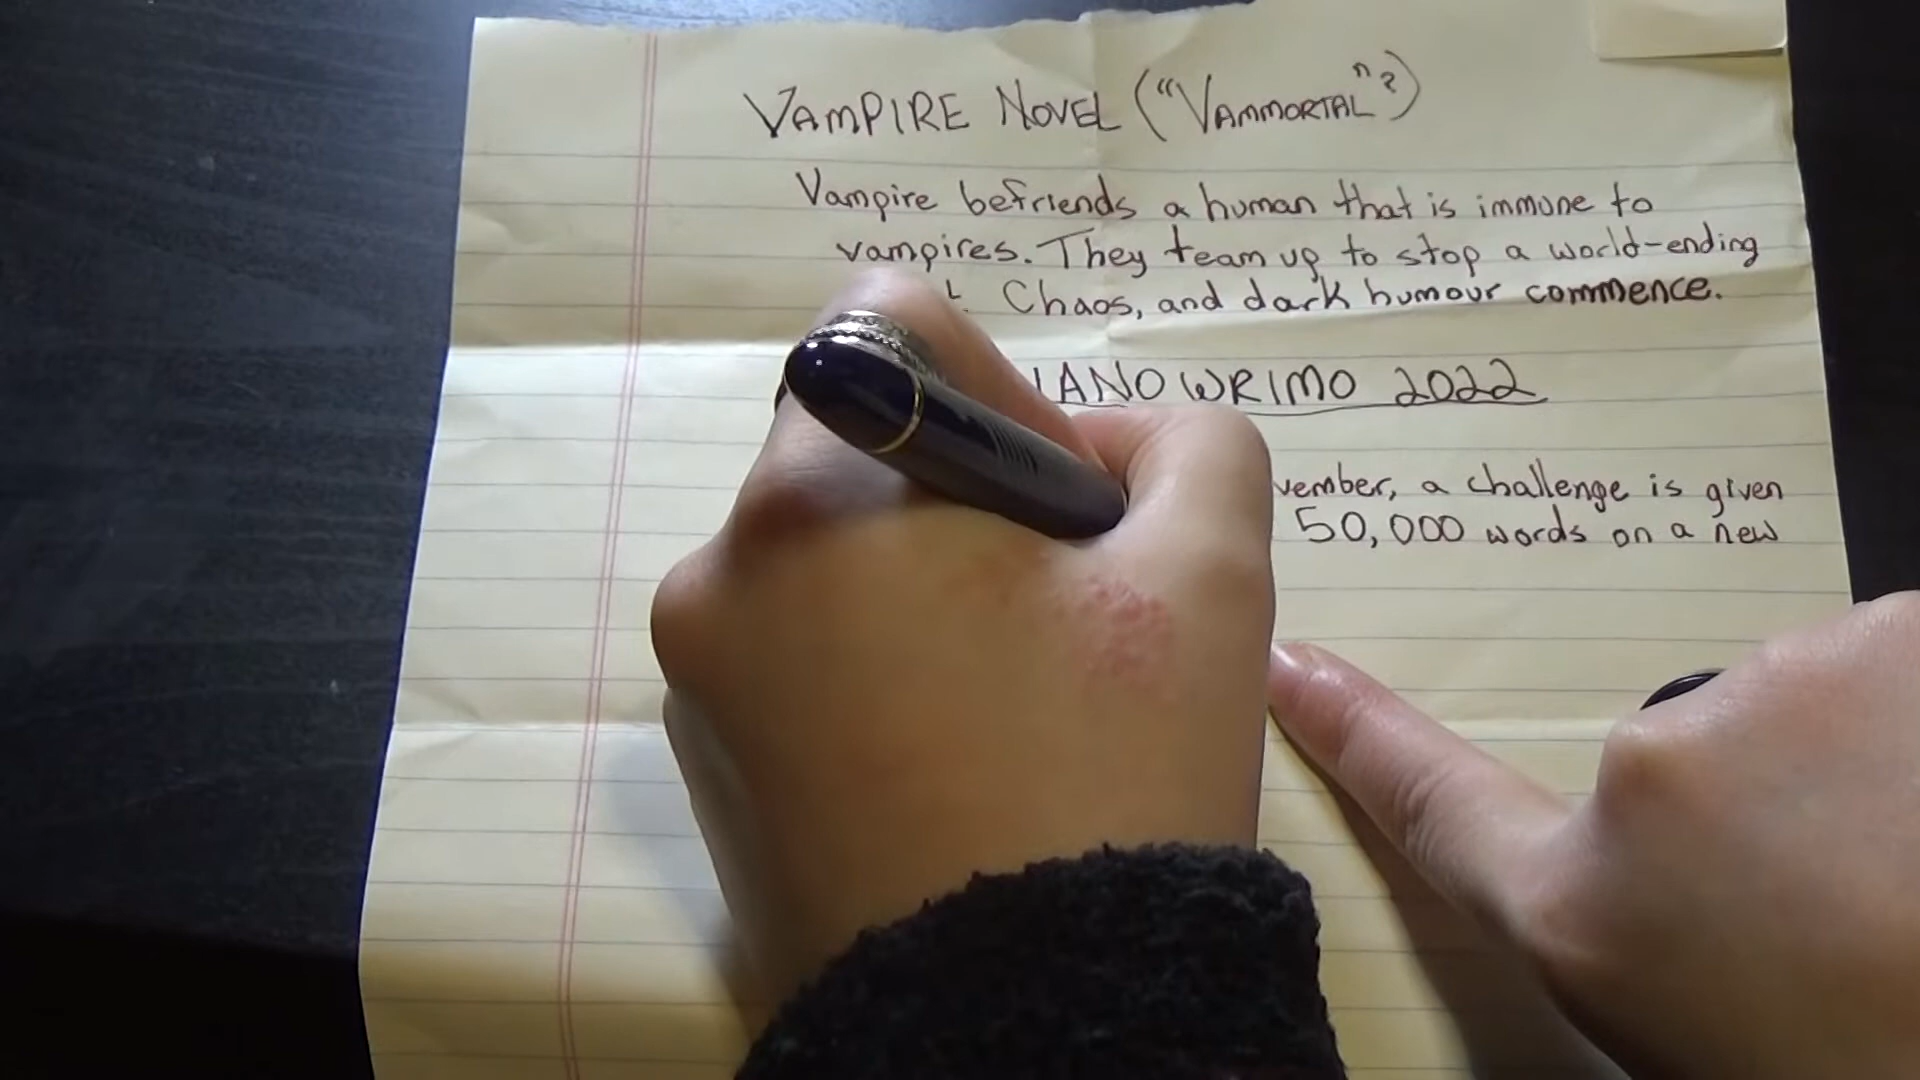 VAMPIRE NOVEL ("VAMMORTAL"?)
Vampire befriends a human that is immune to
vampires. They team up to stop a world-ending
Chaos, and dark humour commence.
ANOWRIMO 2022
vember, a challenge is given
50,000 words on a new